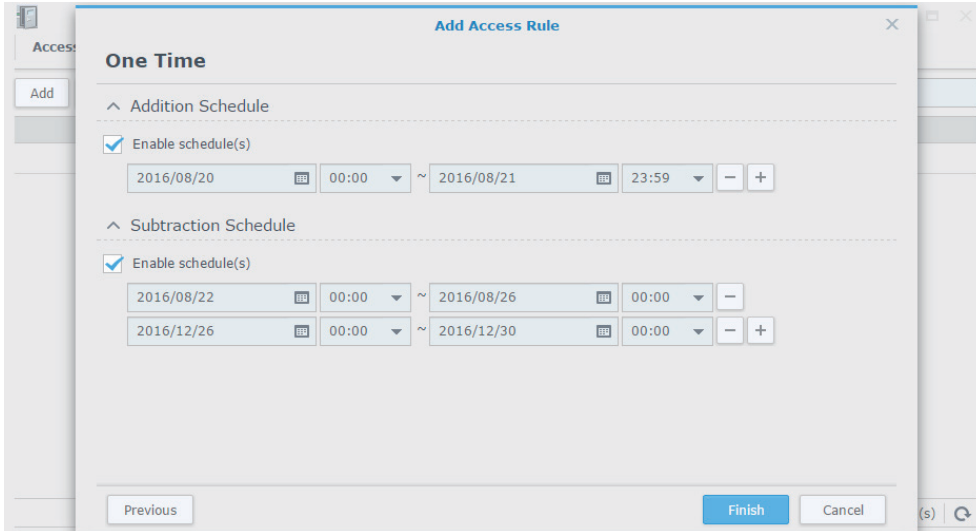 Add Access Rule
Access
One Time
Add
Addition Schedule
Enable schedule(s)
2016/08/20 00:00 ~ 2016/08/21 23:59
Subtraction Schedule
Enable schedule(s)
2016/08/22 00:00 ~ 2016/08/26 00:00
2016/12/26 00:00 ~ 2016/12/30 00:00
Previous Finish Cancel
(s)